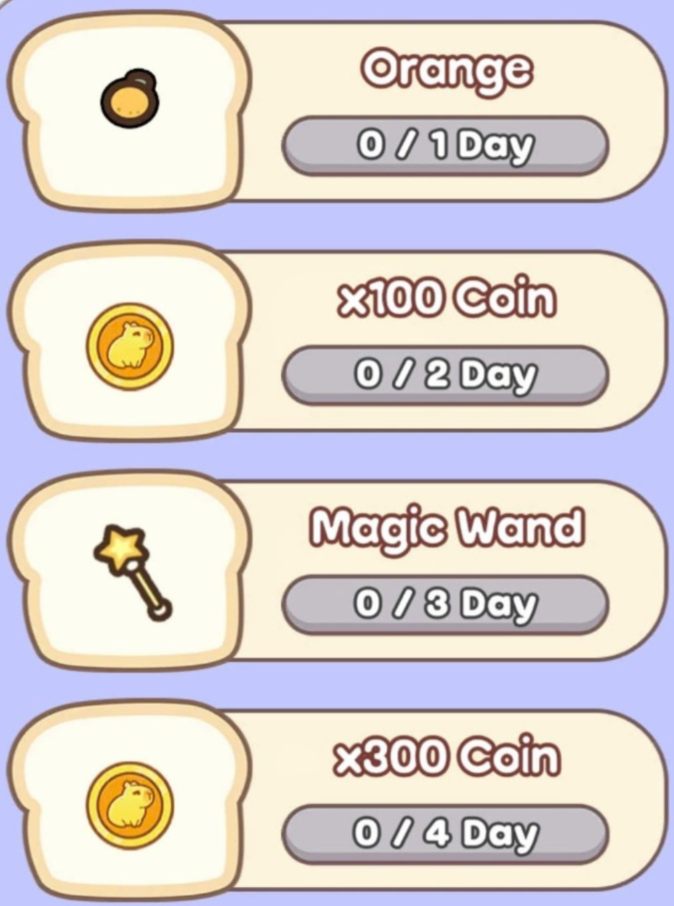 Orange
0 / 1 Day
x100 Coin
0 / 2 Day
Magic Wand
0 / 3 Day
x300 Coin
0 / 4 Day